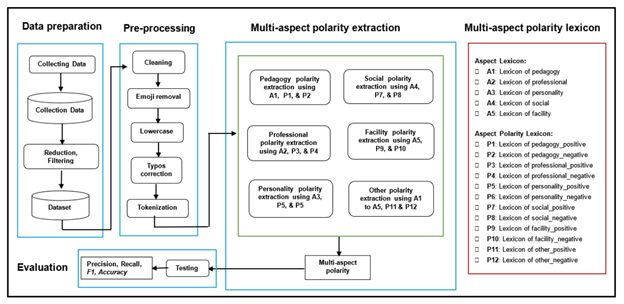 Data preparation
Collecting Data
Collection Data
Reduction,
Filtering
Dataset
Pre-processing
Cleaning
Emoji removal
Lowercase
Typos
correction
Tokenization
Multi-aspect polarity extraction
Pedagogy polarity
extraction using
A1, P1, & P2
Social polarity
extraction using A4,
P7 & P8
Professional polarity
extraction using
using A2, P3 & P4
Facility polarity
extraction using A5,
P9 & P10
Personality polarity
extraction using A3,
P5, & P5
Other polarity
extraction using A1
to A5, P11 & P12
Multi-aspect
polarity
Multi-aspect polarity lexicon
Aspect Lexicon:
A1: Lexicon of pedagogy
A2: Lexicon of professional
A3: Lexicon of personality
A4: Lexicon of social
A5: Lexicon of facility
Aspect Polarity Lexicon:
P1: Lexicon of pedagogy_positive
P2: Lexicon of pedagogy_negative
P3: Lexicon of professional_positive
P4: Lexicon of professional_negative
P5: Lexicon of personality_positive
P6: Lexicon of personality_negative
P7: Lexicon of social_positive
P8: Lexicon of social_negative
P9: Lexicon of facility_positive
P10: Lexicon of facility_negative
P11: Lexicon of other_positive
P12: Lexicon of other_negative
Evaluation
Precision, Recall,
F1, Accuracy
Testing